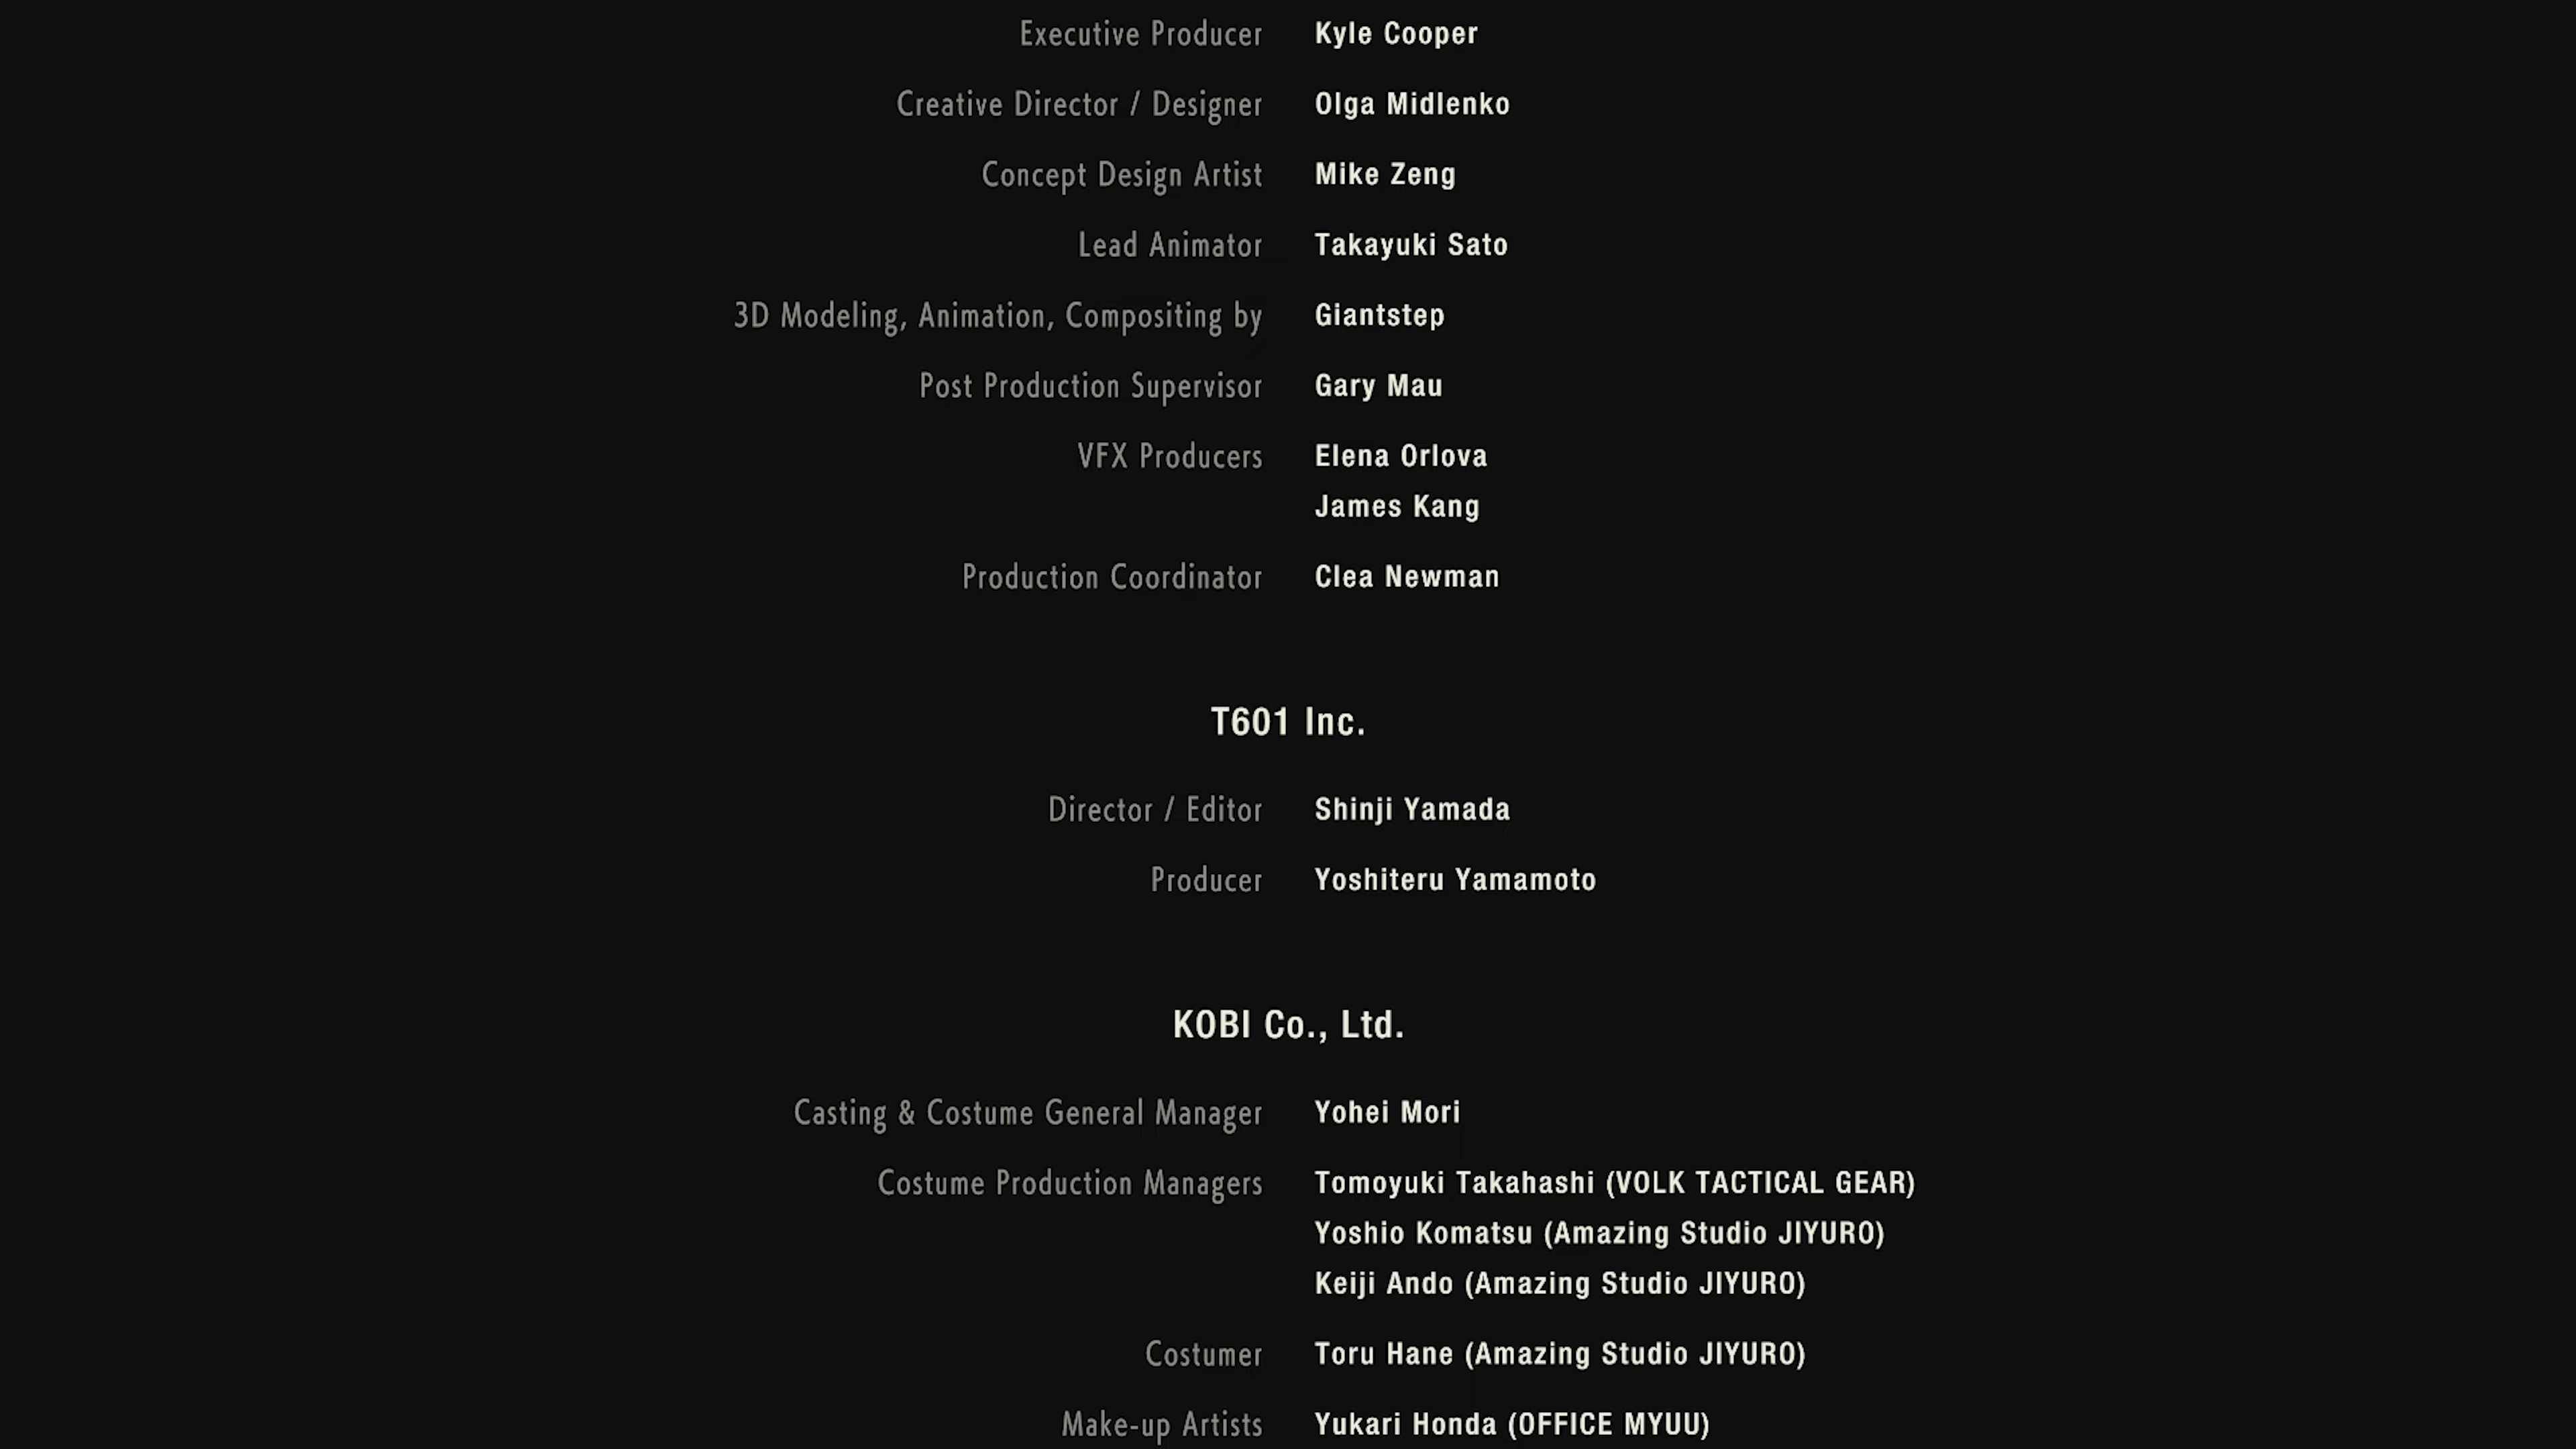 Executive Producer Kyle Cooper
Creative Director / Designer Olga Midlenko
Concept Design Artist Mike Zeng
Lead Animator Takayuki Sato
3D Modeling, Animation, Compositing by Giantstep
Post Production Supervisor Gary Mau
VFX Producers Elena Orlova
James Kang
Production Coordinator Clea Newman
T601 Inc.
Director / Editor Shinji Yamada
Producer Yoshiteru Yamamoto
KOBI Co., Ltd.
Casting & Costume General Manager Yohei Mori
Costume Production Managers Tomoyuki Takahashi (VOLK TACTICAL GEAR)
Yoshio Komatsu (Amazing Studio JIYURO)
Keiji Ando (Amazing Studio JIYURO)
Costumer Toru Hane (Amazing Studio JIYURO)
Make-up Artists Yukari Honda (OFFICE MYUU)